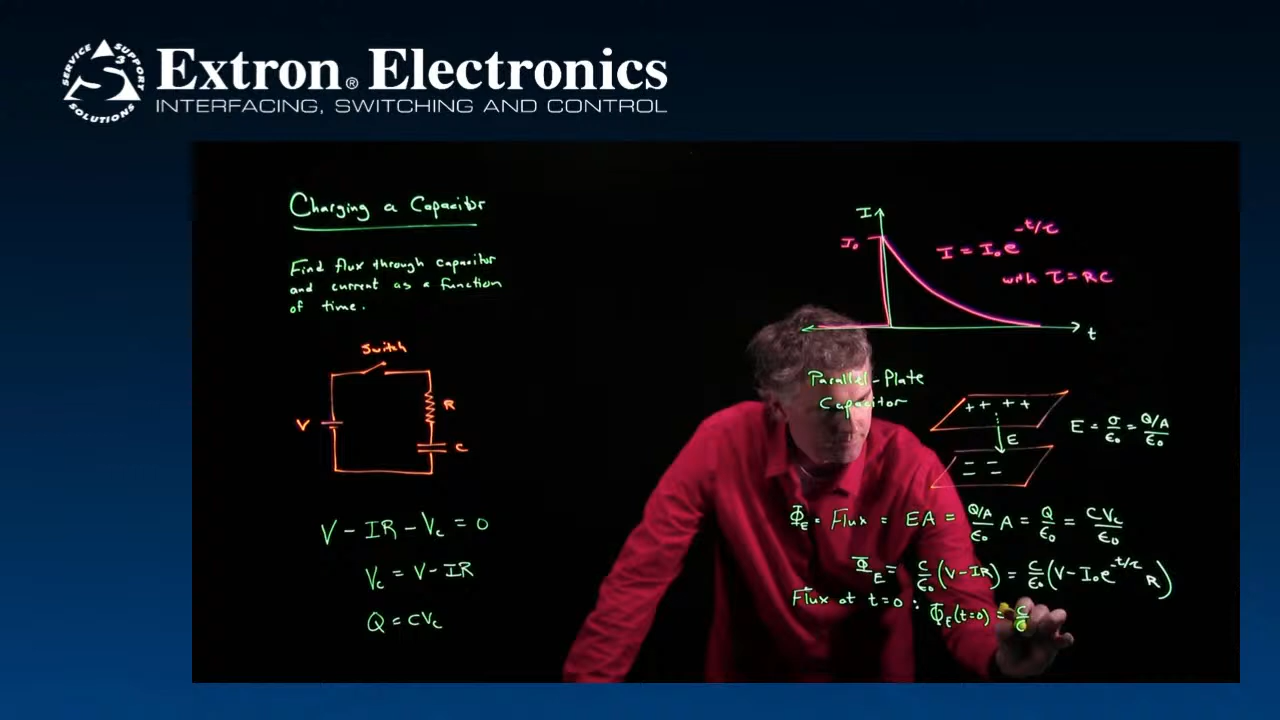 SERVICE SUPPORT SOLUTIONS
S³
Extron® Electronics
INTERFACING, SWITCHING AND CONTROL
Charging a Capacitor
Find flux through capacitor
and current as a function
of time.
Switch
V
R
C
V - IR - Vc = 0
Vc = V - IR
Q = CVc
I
I₀
I = I₀e^-t/τ
with τ = RC
t
Parallel-Plate
Capacitor
++ ++
E
E = σ/ε₀ = Q/A/ε₀
Φ_E = Flux = EA = Q/A/ε₀ A = Q/ε₀ = CVc/ε₀
Φ_E = C/ε₀ (V-IR) = C/ε₀ (V - I₀e^-t/τ R)
Flux at t=0 : Φ_E(t=0) = C